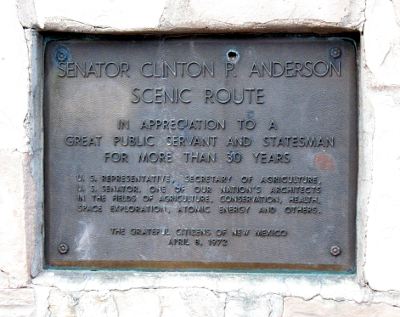 SENATOR CLINTON P. ANDERSON
SCENIC ROUTE
IN APPRECIATION TO A
GREAT PUBLIC SERVANT AND STATESMAN
FOR MORE THAN 30 YEARS
U. S. REPRESENTATIVE, SECRETARY OF AGRICULTURE,
U. S. SENATOR, ONE OF OUR NATION'S ARCHITECTS
IN THE FIELDS OF AGRICULTURE, CONSERVATION, HEALTH,
SPACE EXPLORATION, ATOMIC ENERGY AND OTHERS.
THE GRATEFUL CITIZENS OF NEW MEXICO
APRIL 8, 1972